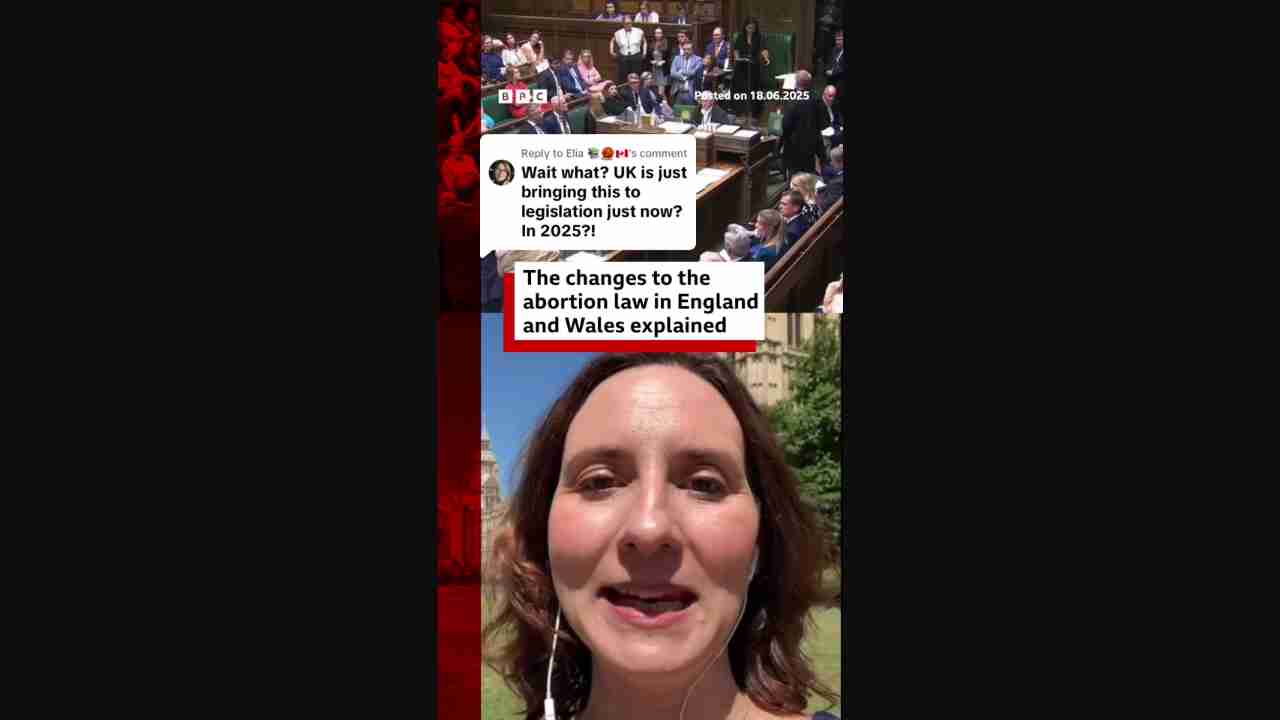 BBC
Posted on 18.06.2025
Reply to Elia 🐏🏀🇨🇦's comment
Wait what? UK is just
bringing this to
legislation just now?
In 2025?!
The changes to the
abortion law in England
and Wales explained